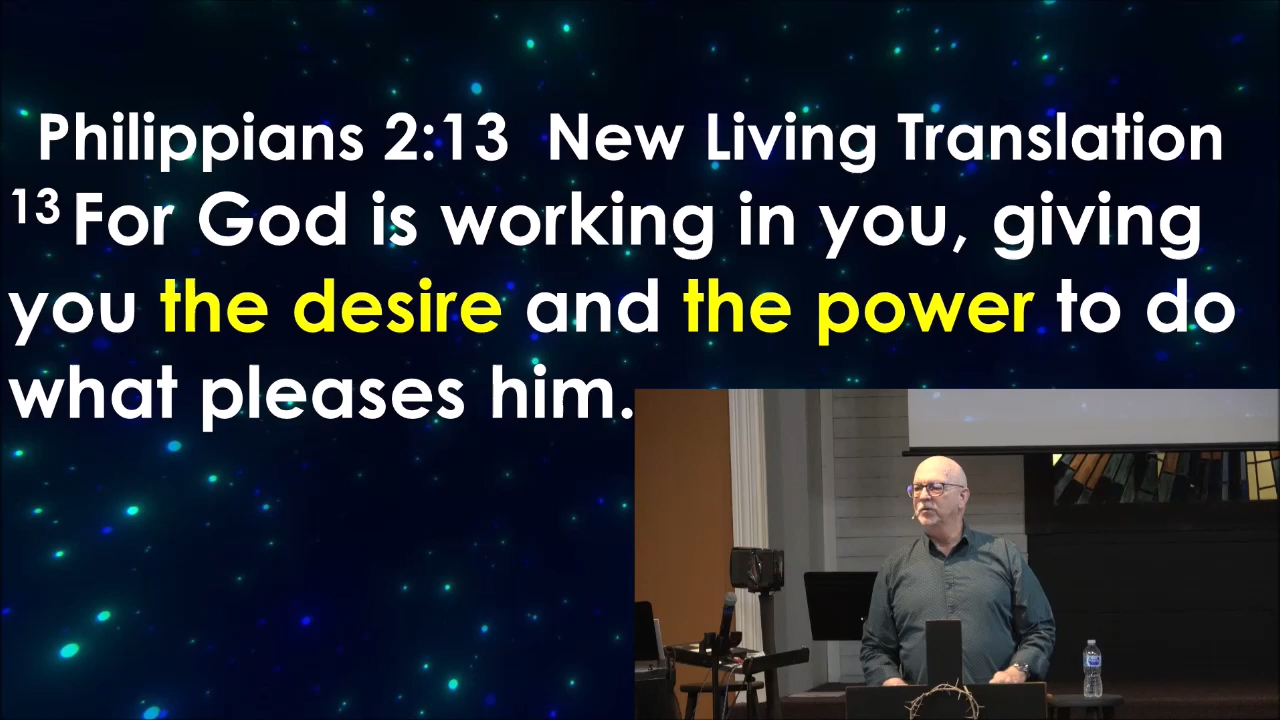 Philippians 2:13 New Living Translation
13 For God is working in you, giving
you the desire and the power to do
what pleases him.